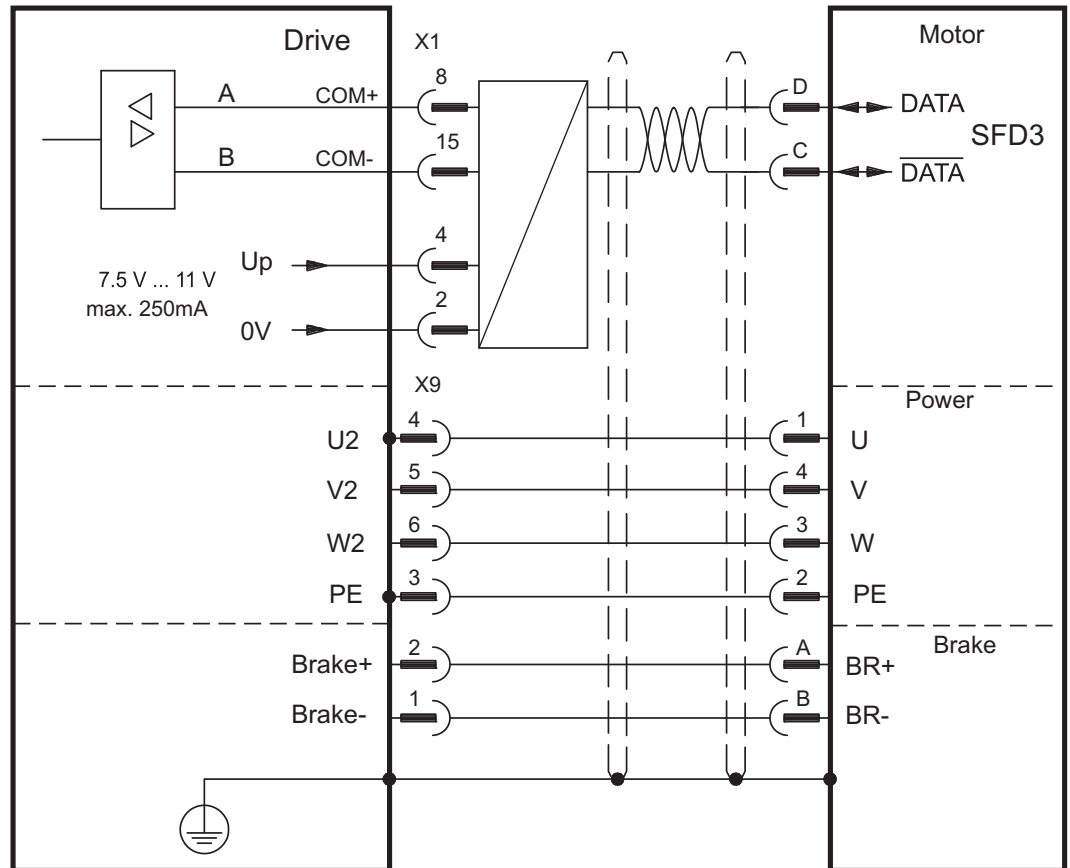 Drive
X1
Motor
8
A
COM+
D
DATA
SFD3
15
B
COM-
C
DATA
4
Up
7.5 V ... 11 V
max. 250mA
2
0V
X9
Power
4
U2
1
U
5
V2
4
V
6
W2
3
W
3
PE
2
PE
Brake
2
Brake+
A
BR+
1
Brake-
B
BR-